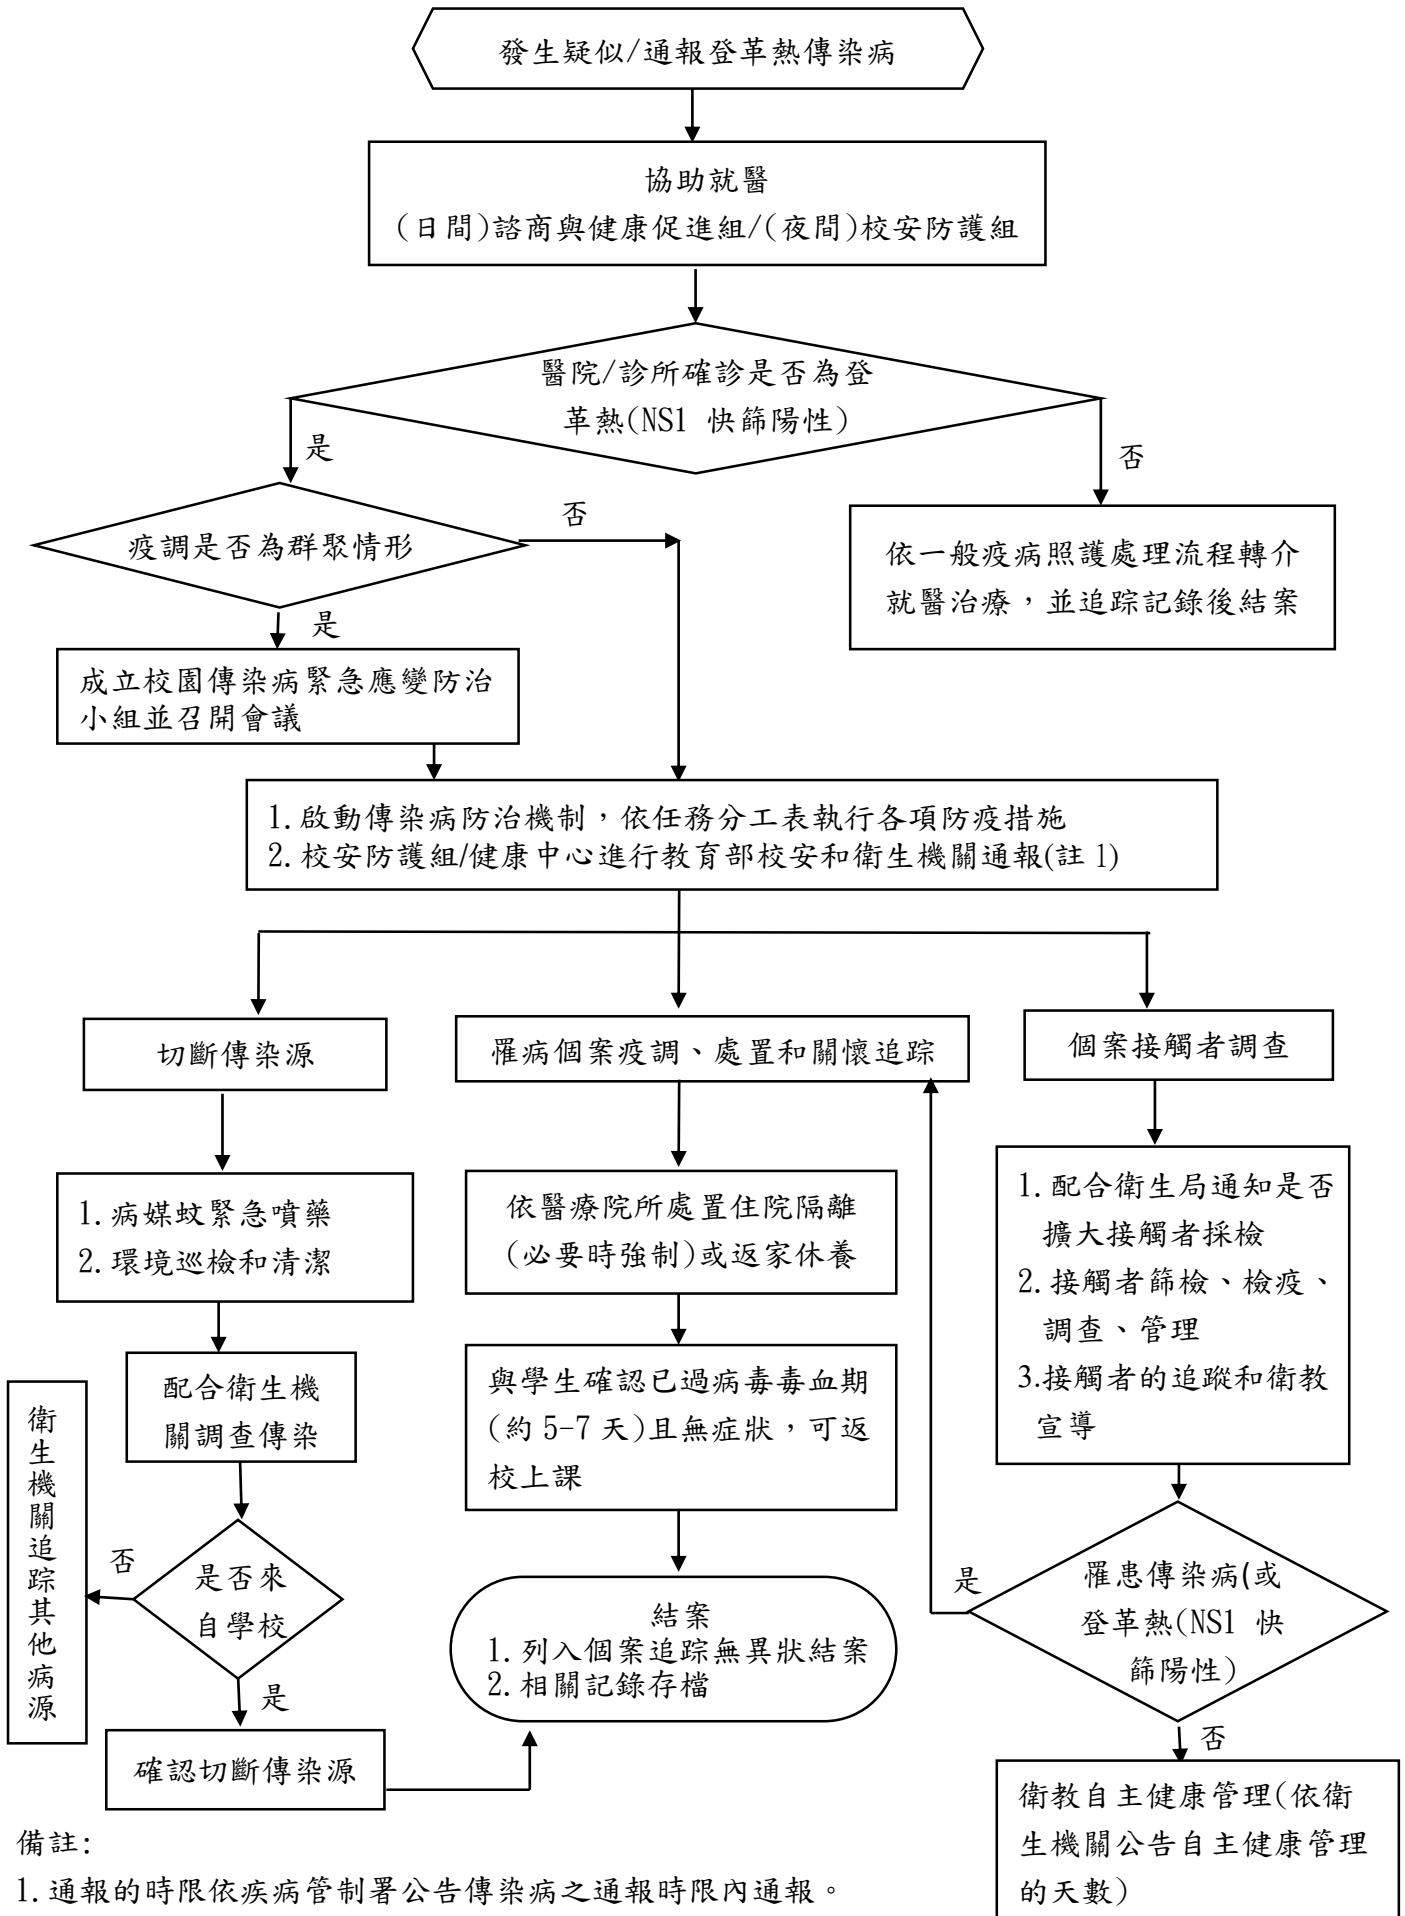 發生疑似/通報登革熱傳染病
協助就醫
(日間)諮商與健康促進組/(夜間)校安防護組
醫院/診所確診是否為登
革熱(NS1 快篩陽性)
是
否
疫調是否為群聚情形
否
依一般疫病照護處理流程轉介
就醫治療，並追踪記錄後結案
是
成立校園傳染病緊急應變防治
小組並召開會議
1. 啟動傳染病防治機制，依任務分工表執行各項防疫措施
2. 校安防護組/健康中心進行教育部校安和衛生機關通報(註 1)
切斷傳染源
1. 病媒蚊緊急噴藥
2. 環境巡檢和清潔
配合衛生機
關調查傳染
是否來
自學校
否
衛生機關追踪其他病源
是
確認切斷傳染源
罹病個案疫調、處置和關懷追踪
依醫療院所處置住院隔離
(必要時強制)或返家休養
與學生確認已過病毒毒血期
(約 5-7 天)且無症狀，可返
校上課
結案
1. 列入個案追踪無異狀結案
2. 相關記錄存檔
個案接觸者調查
1. 配合衛生局通知是否
擴大接觸者採檢
2. 接觸者篩檢、檢疫、
調查、管理
3.接觸者的追蹤和衛教
宣導
罹患傳染病(或
登革熱(NS1 快
篩陽性)
是
否
衛教自主健康管理(依衛
生機關公告自主健康管理
的天數)
備註:
1. 通報的時限依疾病管制署公告傳染病之通報時限內通報。